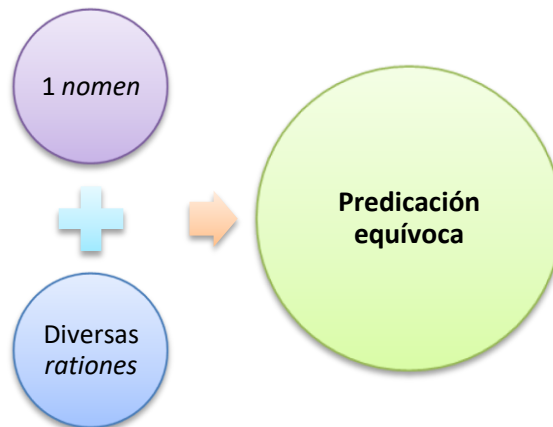 1 nomen
Diversas
rationes
Predicación
equívoca